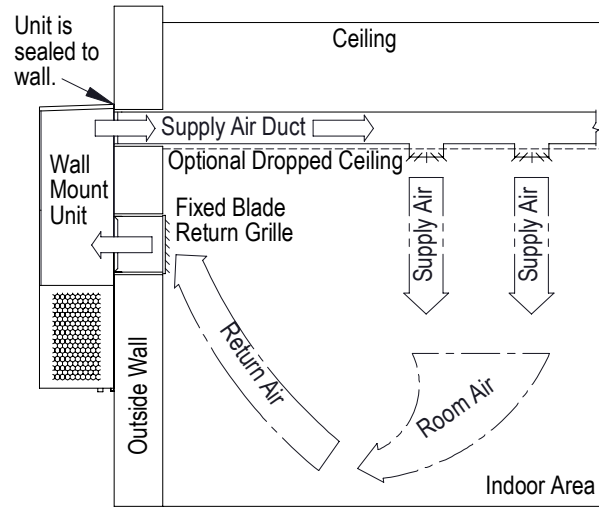 Unit is
sealed to
wall.
Ceiling
Supply Air Duct
Optional Dropped Ceiling
Wall
Mount
Unit
Fixed Blade
Return Grille
Supply Air
Supply Air
Return Air
Room Air
Outside Wall
Indoor Area